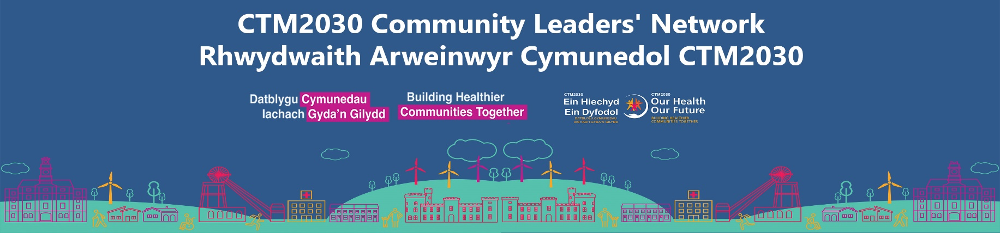 CTM2030 Community Leaders' Network
Rhwydwaith Arweinwyr Cymunedol CTM2030
Datblygu Cymunedau
Iachach Gyda'n Gilydd
Building Healthier
Communities Together
CTM2030
Ein Hiechyd
Ein Dyfodol
DATBLYGU CYMUNEDAU
IACHACH GYDA'N GILYDD
CTM2030
Our Health
Our Future
BUILDING HEALTHIER
COMMUNITIES TOGETHER